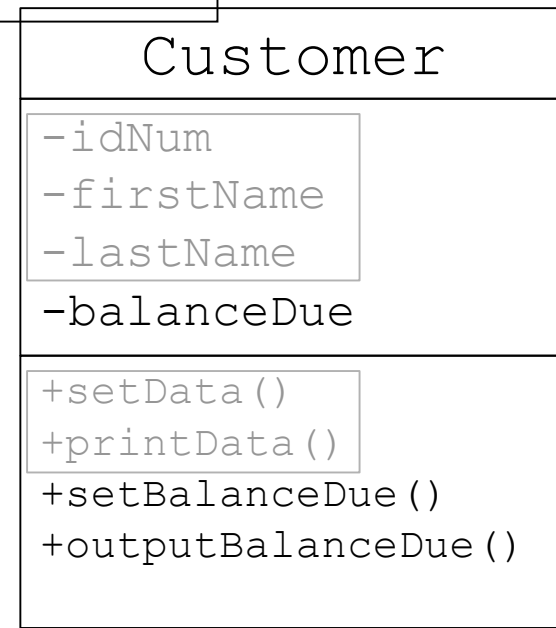 Customer
-idNum
-firstName
-lastName
-balanceDue
+setData()
+printData()
+setBalanceDue()
+outputBalanceDue()